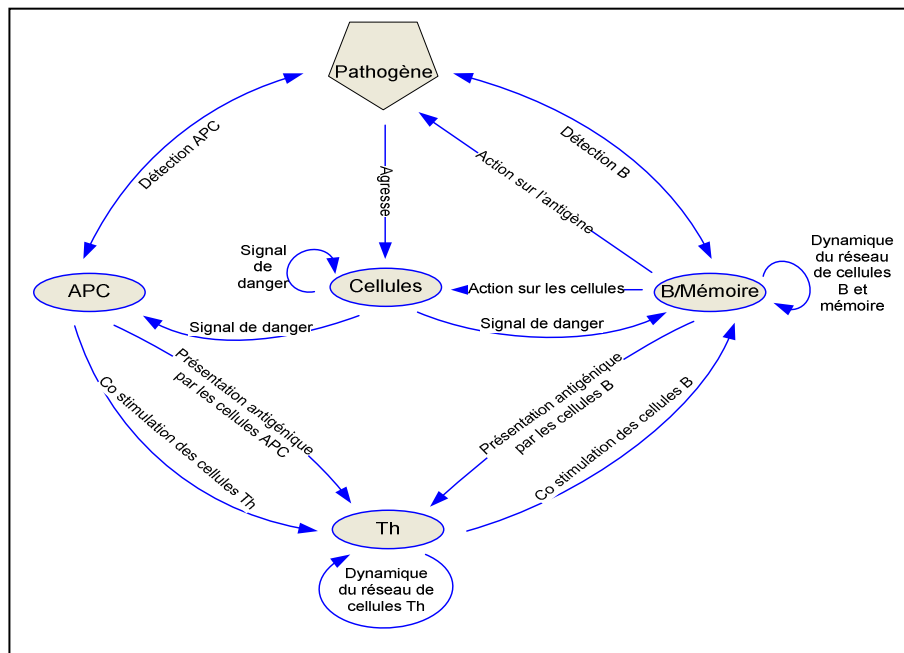 Pathogène
Détection APC
Agresse
Action sur l'antigène
Détection B
Signal
de
danger
Dynamique
du réseau
de cellules
B et
mémoire
APC
Cellules
Action sur les cellules
B/Mémoire
Signal de danger
Signal de danger
Présentation antigénique
par les cellules APC
Co stimulation des cellules Th
Présentation antigénique
par les cellules B
Co stimulation des cellules B
Th
Dynamique
du réseau de
cellules Th